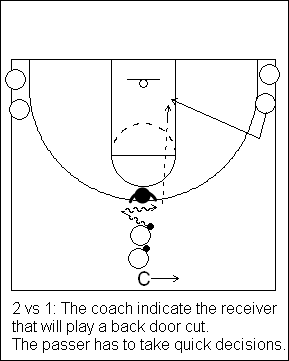 C
2 vs 1: The coach indicate the receiver
that will play a back door cut.
The passer has to take quick decisions.